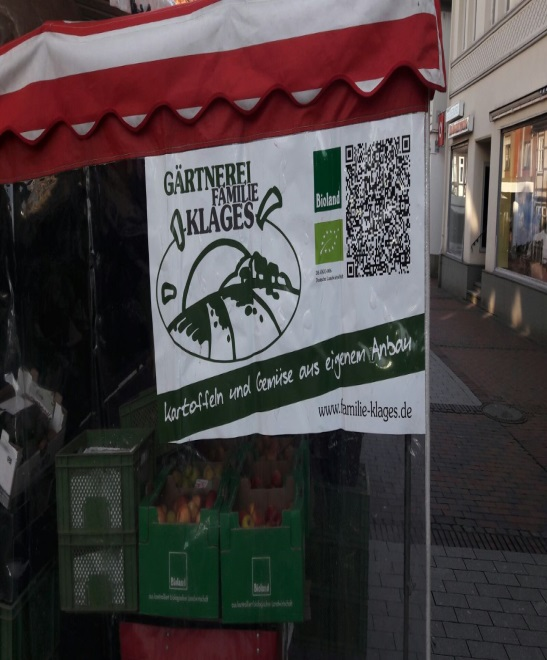 GÄRTNEREI
FAMILIE
KLAGES
Bioland
Kartoffeln und Gemüse aus eigenem Anbau
www.familie-klages.de
Bioland
Bioland